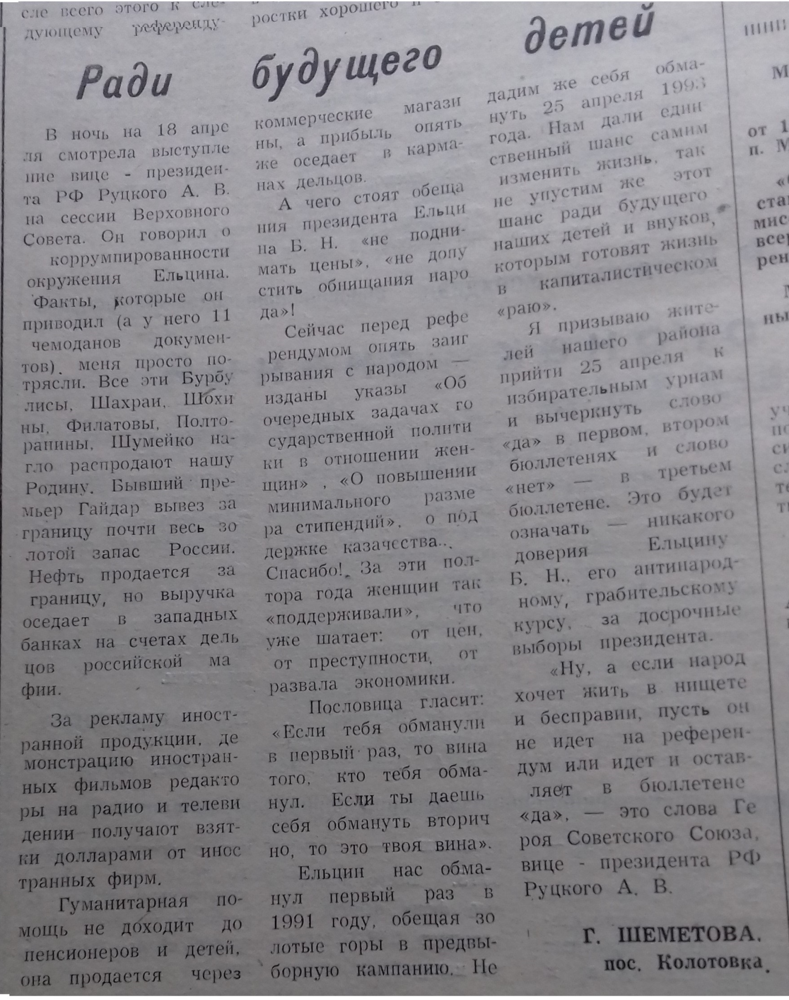 сле всего этого к сле-
дующему референду-
ростки хорошего
Ради будущего детей
В ночь на 18 апре
ля смотрела выступле
ние вице - президен-
та РФ Руцкого А. В.
на сессии Верховного
Совета. Он говорил о
коррумпированности
окружения Ельцина.
Факты, которые он
приводил (а у него 11
чемоданов докумен-
тов), меня просто по-
трясли. Все эти Бурбу
лисы, Шахраи, Шохи
ны, Филатовы, Полто-
ранины, Шумейко на-
гло распродают нашу
Родину. Бывший пре-
мьер Гайдар вывез за
границу почти весь зо
лотой запас России.
Нефть продается за
границу, но выручка
оседает в западных
банках на счетах дель
цов российской ма
фии.
За рекламу иност-
ранной продукции, де
монстрацию иностран-
ных фильмов редакто
ры на радио и телеви
дении получают взят-
ки долларами от инос
транных фирм.
Гуманитарная по-
мощь не доходит до
пенсионеров и детей,
она продается через
коммерческие магази
ны, а прибыль опять
же оседает в карма-
нах дельцов.
А чего стоят обеща
ния президента Ельци
на Б. Н. «не подни-
мать цены», «не допу
стить обнищания наро
да»!
Сейчас перед рефе
рендумом опять заиг
рывания с народом —
изданы указы «Об
очередных задачах го
сударственной полити
ки в отношении жен-
щин» , «О повышении
минимального разме
ра стипендий», о под
держке казачества...
Спасибо! За эти пол-
тора года женщин так
«поддерживали», что
уже шатает: от цен,
от преступности, от
развала экономики.
Пословица гласит:
«Если тебя обманули
в первый раз, то вина
того, кто тебя обма-
нул. Если ты даешь
себя обмануть вторич
но, то это твоя вина».
Ельцин нас обма-
нул первый раз в
1991 году, обещая зо
лотые горы в предвы-
борную кампанию. Не
дадим же себя обма-
нуть 25 апреля 1993
года. Нам дали един
ственный шанс самим
изменить жизнь, так
не упустим же этот
шанс ради будущего
наших детей и внуков,
которым готовят жизнь
в капиталистическом
«раю».
Я призываю жите-
лей нашего района
прийти 25 апреля к
избирательным урнам
и вычеркнуть слово
«да» в первом, втором
бюллетенях и слово
«нет» — в третьем
бюллетене. Это будет
означать — никакого
доверия Ельцину
Б. Н., его антинарод-
ному, грабительскому
курсу, за досрочные
выборы президента.
«Ну, а если народ
хочет жить в нищете
и бесправии, пусть он
не идет на референ-
дум или идет и остав-
ляет в бюллетене
«да», — это слова Ге
роя Советского Союза,
вице - президента РФ
Руцкого А. В.
Г. ШЕМЕТОВА.
пос. Колотовка.
от 1